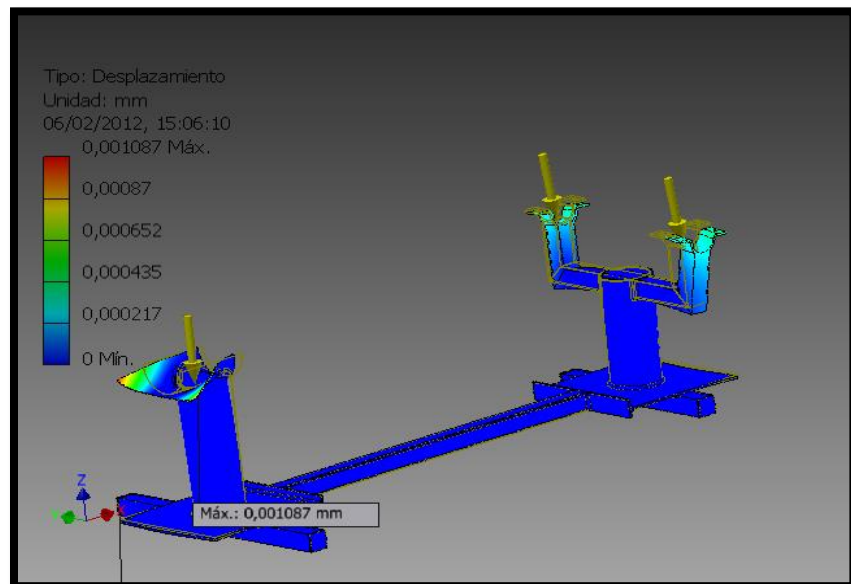 Tipo: Desplazamiento
Unidad: mm
06/02/2012, 15:06:10
0,001087 Máx.
0,00087
0,000652
0,000435
0,000217
0 Mín.
Z
Máx.: 0,001087 mm